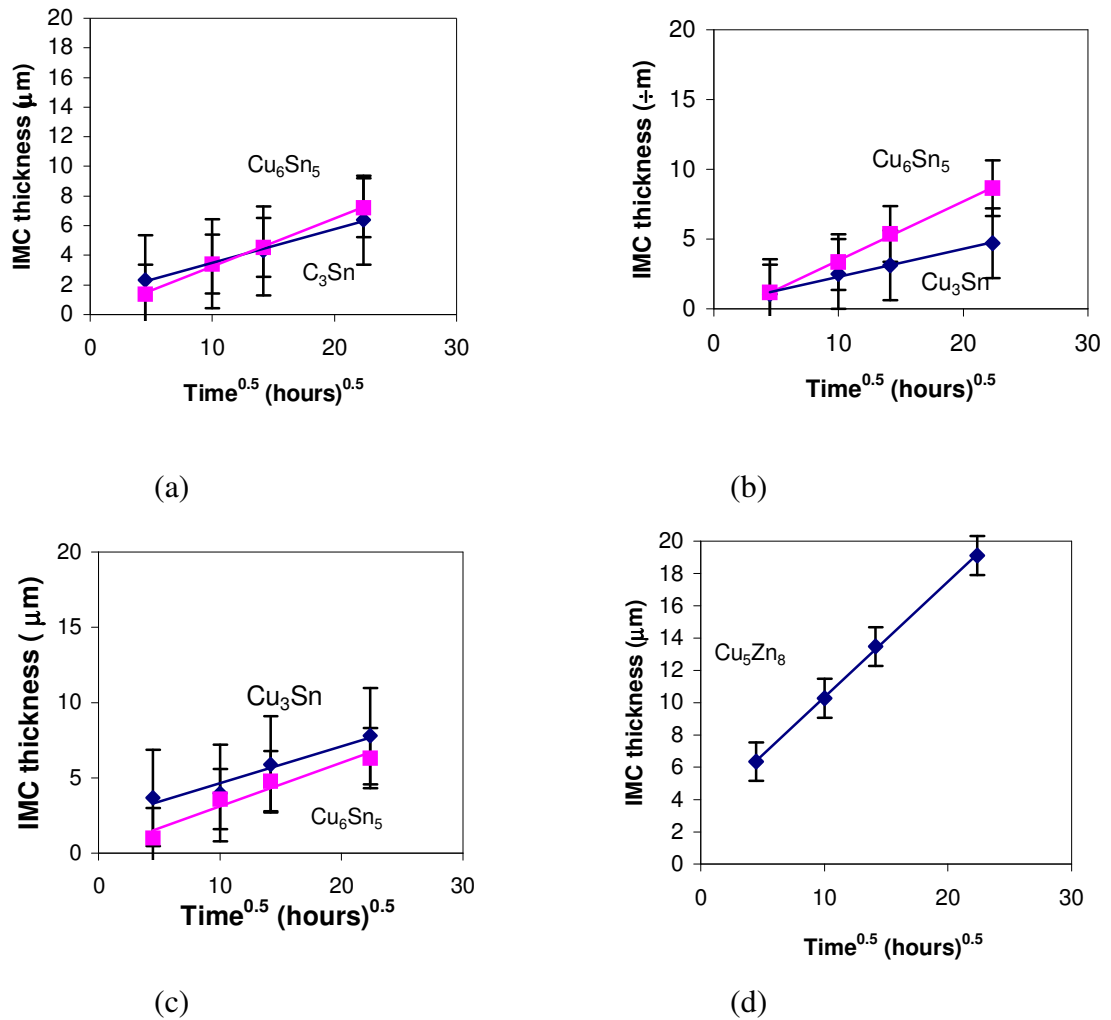 20
18
16
14
12
10
8
6
4
2
0
IMC thickness (μm)
Cu₆Sn₅
C₃Sn
0 10 20 30
Time⁰·⁵ (hours)⁰·⁵
(a)
20
15
10
5
0
IMC thickness (÷m)
Cu₆Sn₅
Cu₃Sn
0 10 20 30
Time⁰·⁵ (hours)⁰·⁵
(b)
20
15
10
5
0
IMC thickness ( μm)
Cu₃Sn
Cu₆Sn₅
0 10 20 30
Time⁰·⁵ (hours)⁰·⁵
(c)
20
18
16
14
12
10
8
6
4
2
0
IMC thickness (μm)
Cu₅Zn₈
0 10 20 30
Time⁰·⁵ (hours)⁰·⁵
(d)